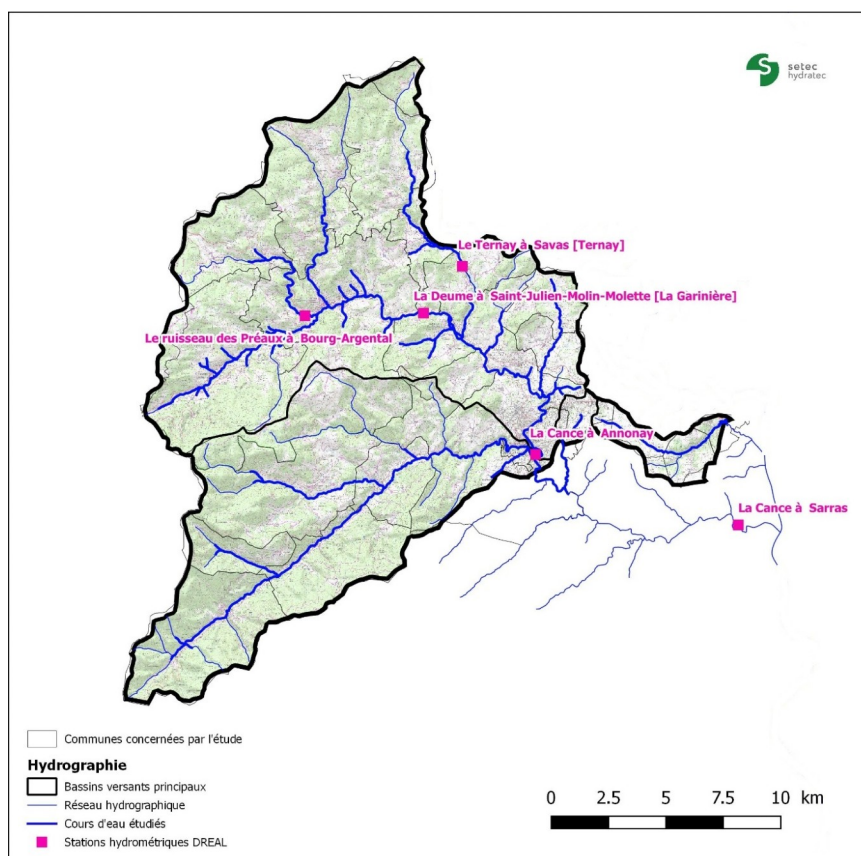 setec
hydratec
Le Ternay à Savas [Ternay]
La Deume à Saint-Julien-Molin-Molette [La Garinière]
Le ruisseau des Préaux à Bourg-Argental
La Cance à Annonay
La Cance à Sarras
Communes concernées par l'étude
Hydrographie
Bassins versants principaux
Réseau hydrographique
Cours d'eau étudiés
Stations hydrométriques DREAL
0 2.5 5 7.5 10 km